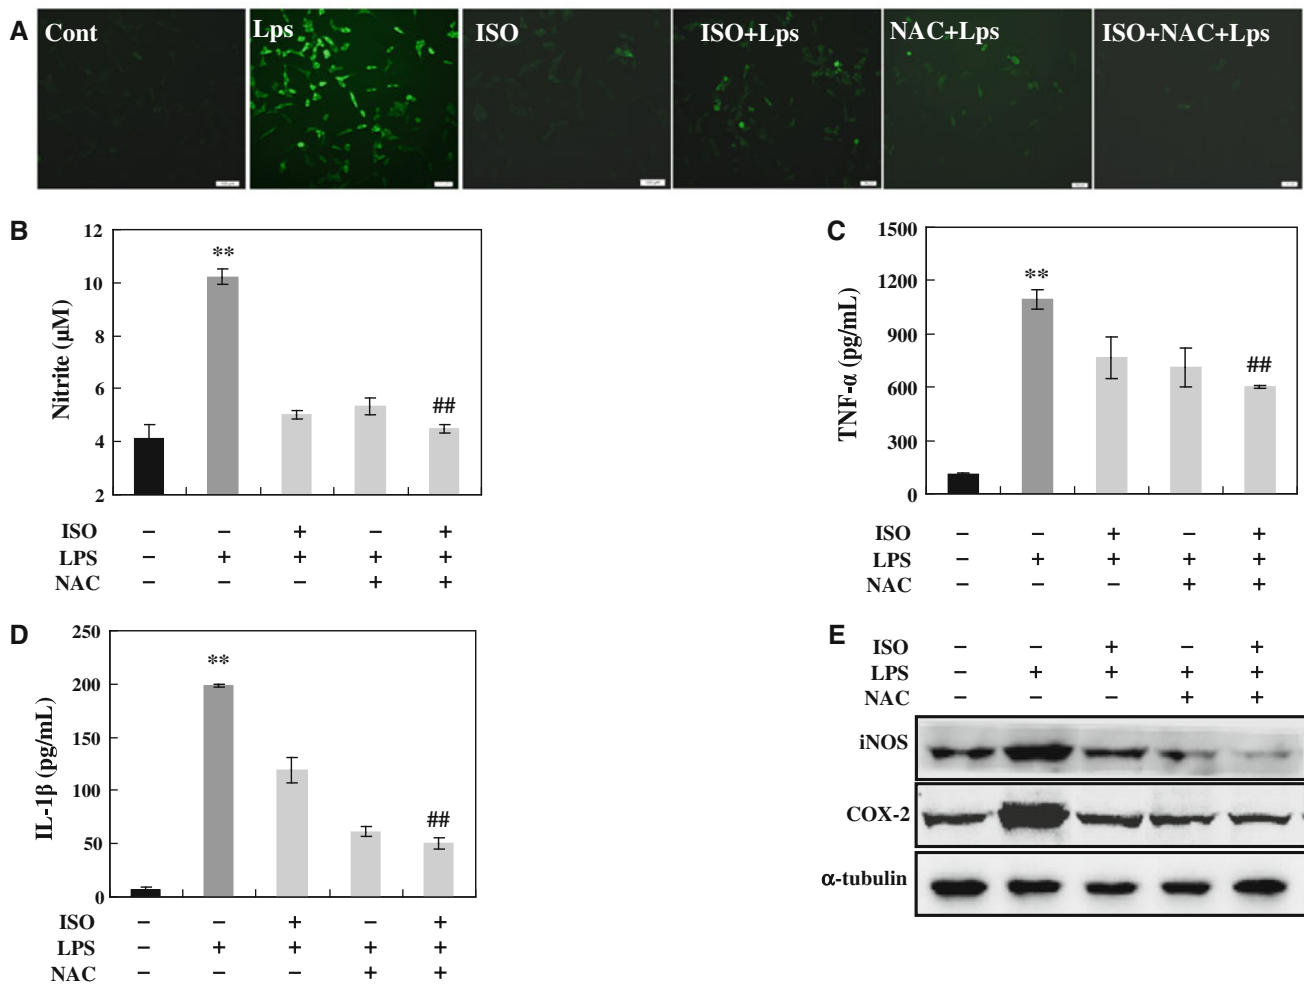 A Cont Lps ISO ISO+Lps NAC+Lps ISO+NAC+Lps
B
12
10
8
6
4
2
Nitrite (µM)
**
##
ISO − − + − +
LPS − + + + +
NAC − − − + +
C
1500
1200
900
600
300
0
TNF-α (pg/mL)
**
##
ISO − − + − +
LPS − + + + +
NAC − − − + +
D
250
200
150
100
50
0
IL-1β (pg/mL)
**
##
ISO − − + − +
LPS − + + + +
NAC − − − + +
E
ISO − − + − +
LPS − + + + +
NAC − − − + +
iNOS
COX-2
α-tubulin